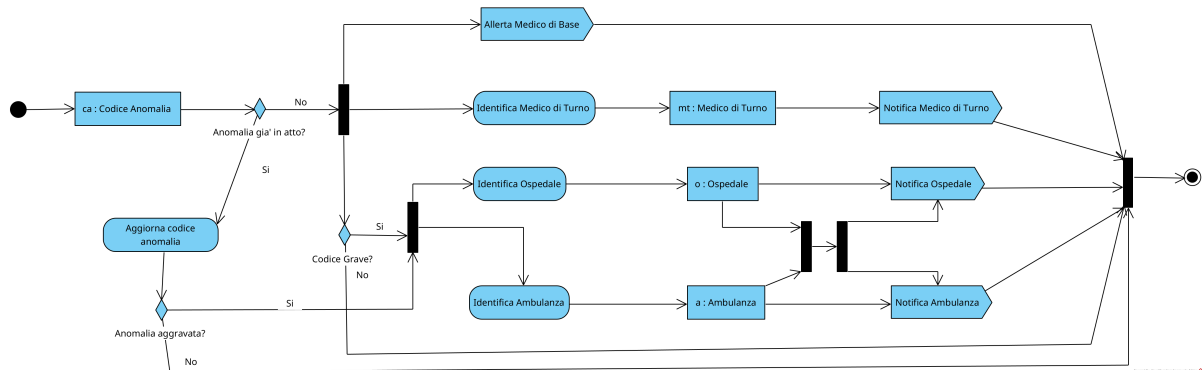 Allerta Medico di Base
No
ca : Codice Anomalia
Identifica Medico di Turno
mt : Medico di Turno
Notifica Medico di Turno
Anomalia gia' in atto?
Si
Identifica Ospedale
o : Ospedale
Notifica Ospedale
Aggiorna codice
anomalia
Si
Codice Grave?
No
Si
Identifica Ambulanza
a : Ambulanza
Notifica Ambulanza
Anomalia aggravata?
No